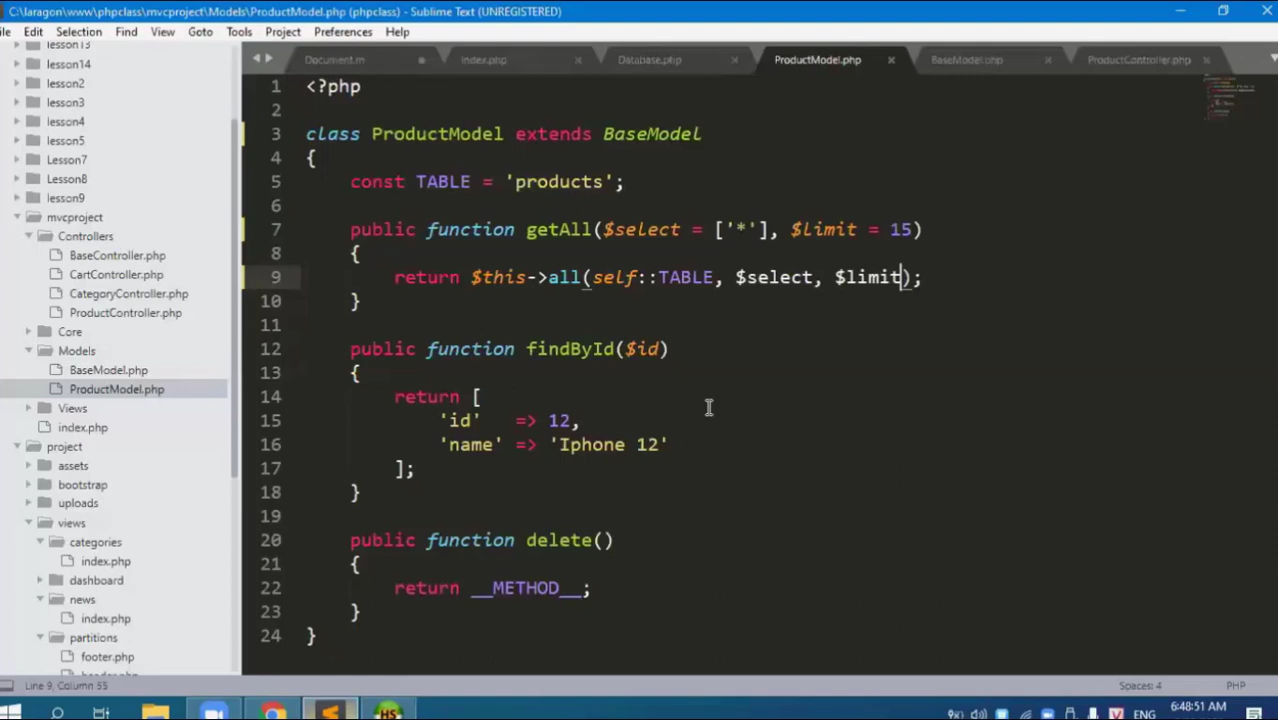 C:\laragon\www\phpclass\mvcproject\Models\ProductModel.php (phpclass) - Sublime Text (UNREGISTERED)
ile Edit Selection Find View Goto Tools Project Preferences Help
lesson13
lesson14
lesson2
lesson3
lesson4
lesson5
Lesson7
Lesson8
lesson9
mvcproject
Controllers
BaseController.php
CartController.php
CategoryController.php
ProductController.php
Core
Models
BaseModel.php
ProductModel.php
Views
index.php
project
assets
bootstrap
uploads
views
categories
index.php
dashboard
news
index.php
partitions
footer.php
header.php
Document.m Index.php Database.php ProductModel.php BaseModel.php ProductController.php
1 <?php
2
3 class ProductModel extends BaseModel
4 {
5 const TABLE = 'products';
6
7 public function getAll($select = ['*'], $limit = 15)
8 {
9 return $this->all(self::TABLE, $select, $limit);
10 }
11
12 public function findById($id)
13 {
14 return [
15 'id' => 12,
16 'name' => 'Iphone 12'
17 ];
18 }
19
20 public function delete()
21 {
22 return __METHOD__;
23 }
24 }
Line 9, Column 55 Spaces: 4 PHP
HS V ENG 6:48:51 AM